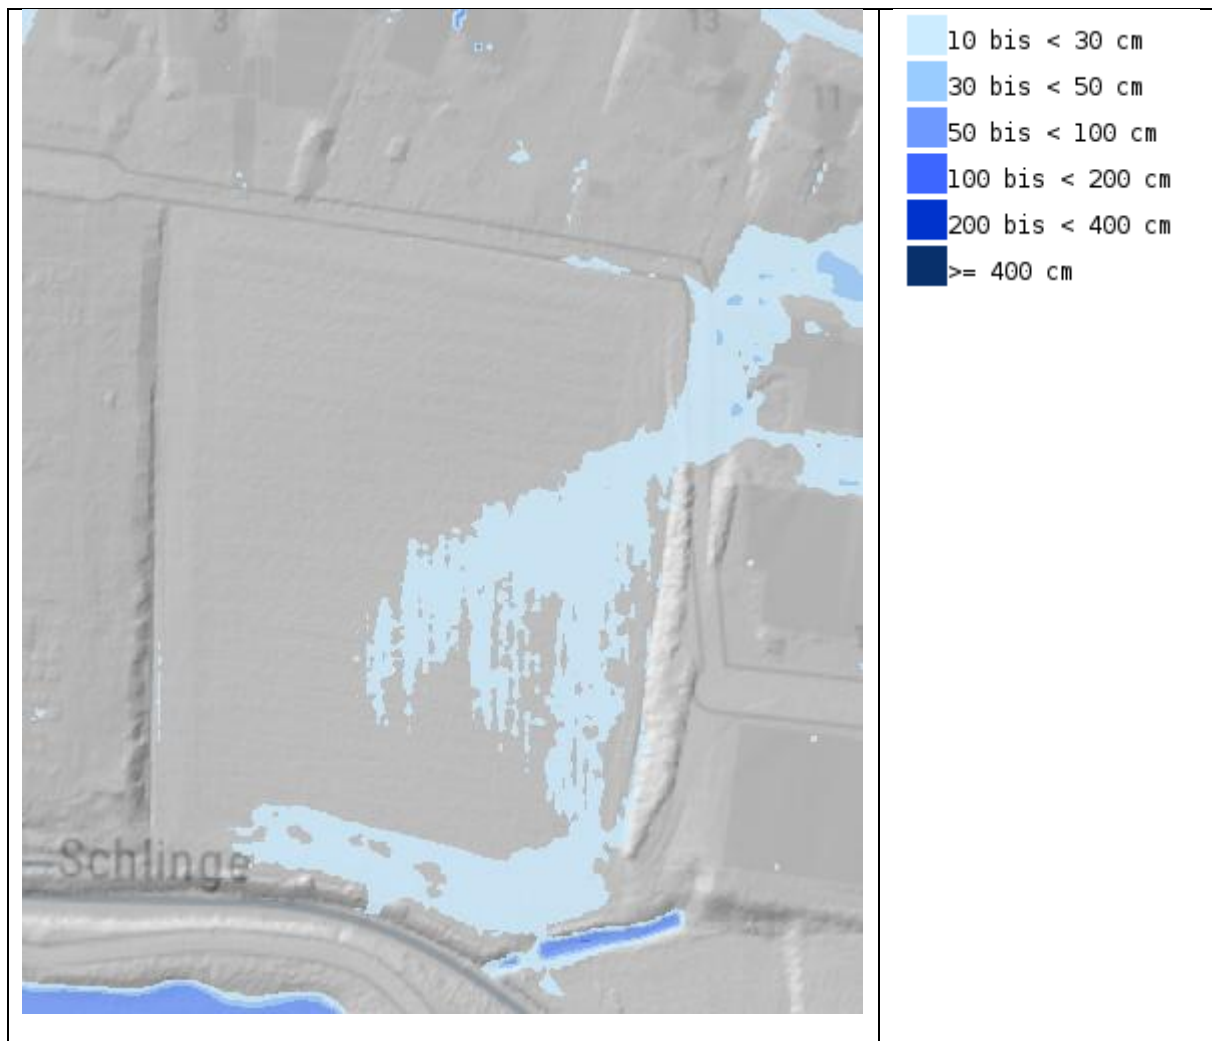 3
13
11
Schlinge
10 bis < 30 cm
30 bis < 50 cm
50 bis < 100 cm
100 bis < 200 cm
200 bis < 400 cm
>= 400 cm